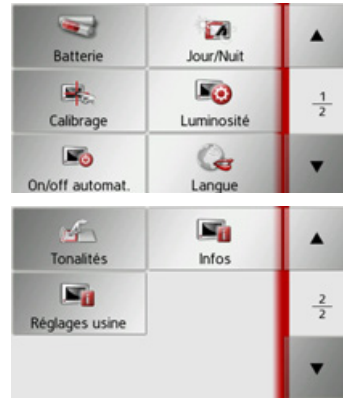 Batterie Jour/Nuit
Calibrage Luminosité
1
2
On/off automat. Langue
Tonalités Infos
Réglages usine
2
2